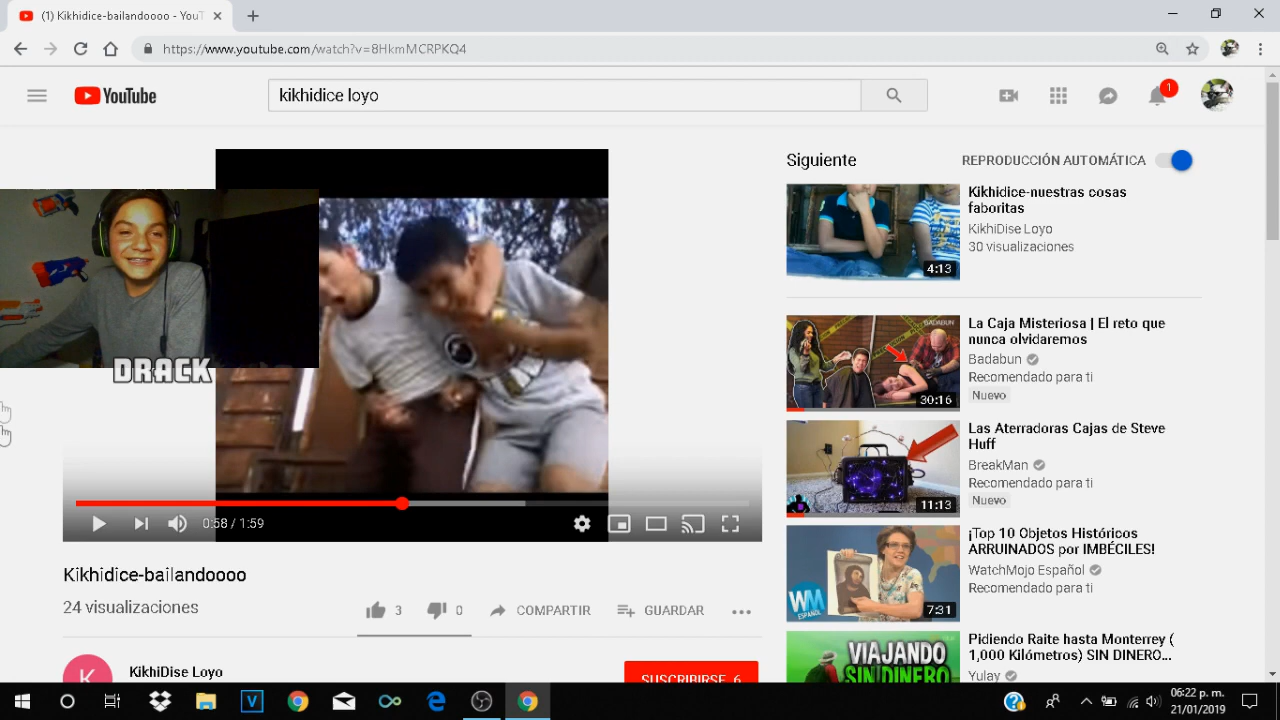 (1) Kikhidice-bailandoooo - YouT
https://www.youtube.com/watch?v=8HkmMCRPKQ4
YouTube
kikhidice loyo
1
Siguiente
REPRODUCCIÓN AUTOMÁTICA
Kikhidice-nuestras cosas
faboritas
KikhiDise Loyo
30 visualizaciones
4:13
DRACK
La Caja Misteriosa | El reto que
nunca olvidaremos
Badabun
Recomendado para ti
Nuevo
BADABUN
30:16
Las Aterradoras Cajas de Steve
Huff
BreakMan
Recomendado para ti
Nuevo
11:13
0:58 / 1:59
¡Top 10 Objetos Históricos
ARRUINADOS por IMBÉCILES!
WatchMojo Español
Recomendado para ti
WM
ESPAÑOL
7:31
Kikhidice-bailandoooo
24 visualizaciones
3
0
COMPARTIR
GUARDAR
Pidiendo Raite hasta Monterrey (
1,000 Kilómetros) SIN DINERO...
Yulay
VIAJANDO
SIN DINERO
K
KikhiDise Loyo
SUSCRIBIRSE 6
06:22 p. m.
21/01/2019